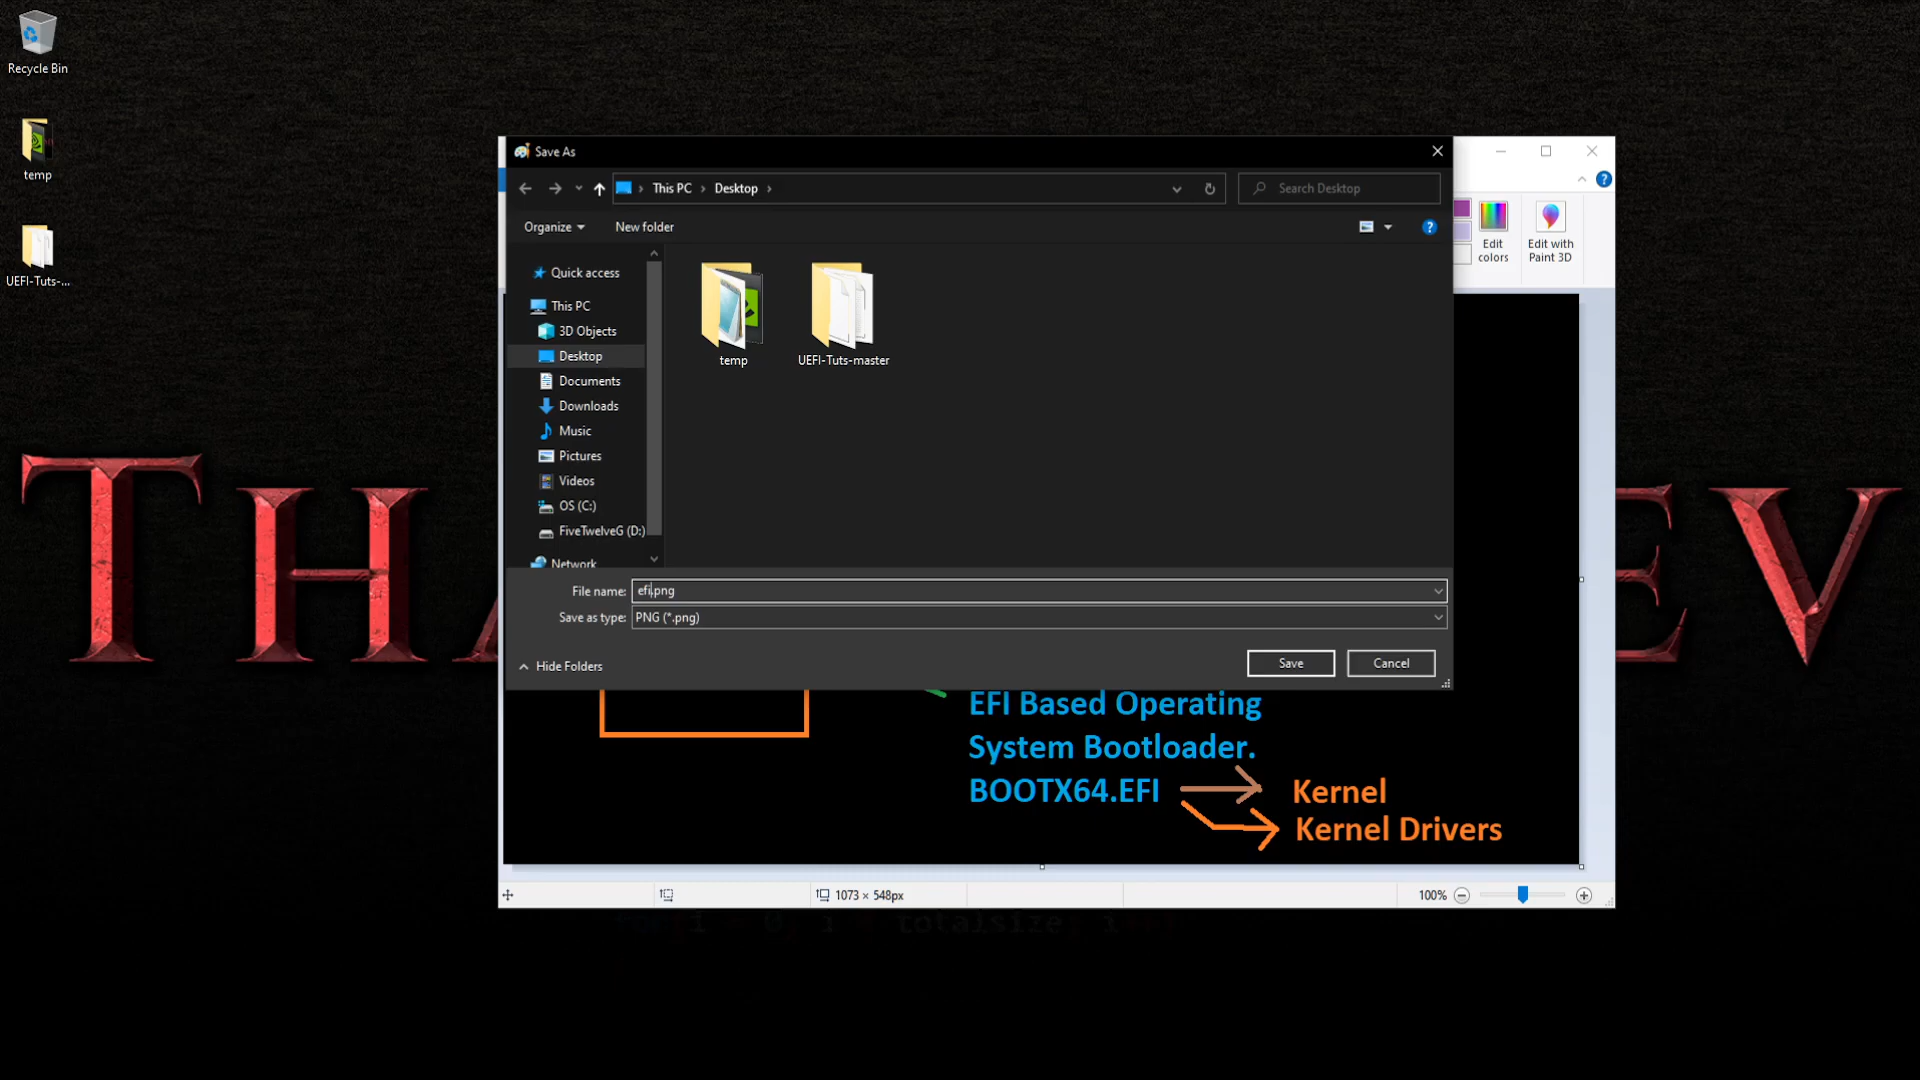 Recycle Bin
temp
UEFI-Tuts-...
Save As
This PC
Desktop
Search Desktop
Organize
New folder
Quick access
This PC
3D Objects
Desktop
Documents
Downloads
Music
Pictures
Videos
OS (C:)
FiveTwelveG (D:)
Network
temp
UEFI-Tuts-master
File name: efi.png
Save as type: PNG (*.png)
Hide Folders
Save
Cancel
Edit colors
Edit with Paint 3D
EFI Based Operating
System Bootloader.
BOOTX64.EFI
Kernel
Kernel Drivers
1073 × 548px
100%
TH
EV